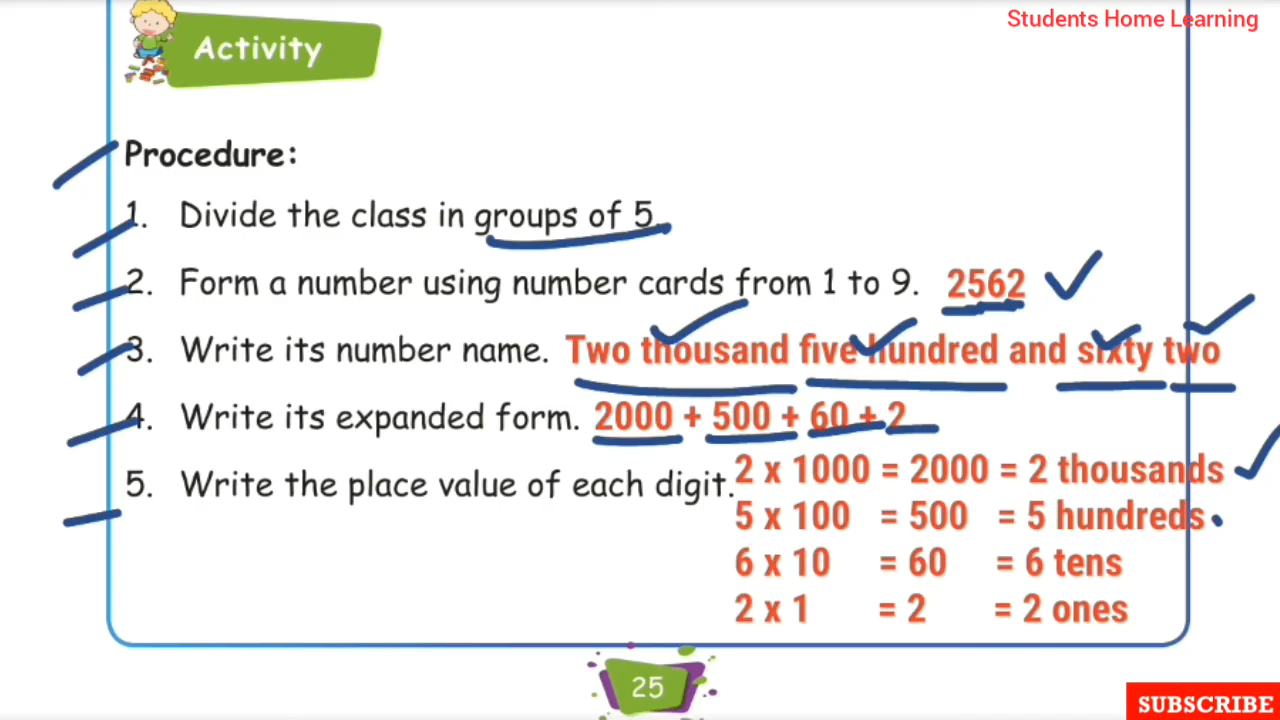 Students Home Learning
Activity
Procedure:
1. Divide the class in groups of 5.
2. Form a number using number cards from 1 to 9. 2562
3. Write its number name. Two thousand five hundred and sixty two
4. Write its expanded form. 2000 + 500 + 60 + 2
5. Write the place value of each digit. 2 x 1000 = 2000 = 2 thousands
5 x 100 = 500 = 5 hundreds
6 x 10 = 60 = 6 tens
2 x 1 = 2 = 2 ones
25
SUBSCRIBE